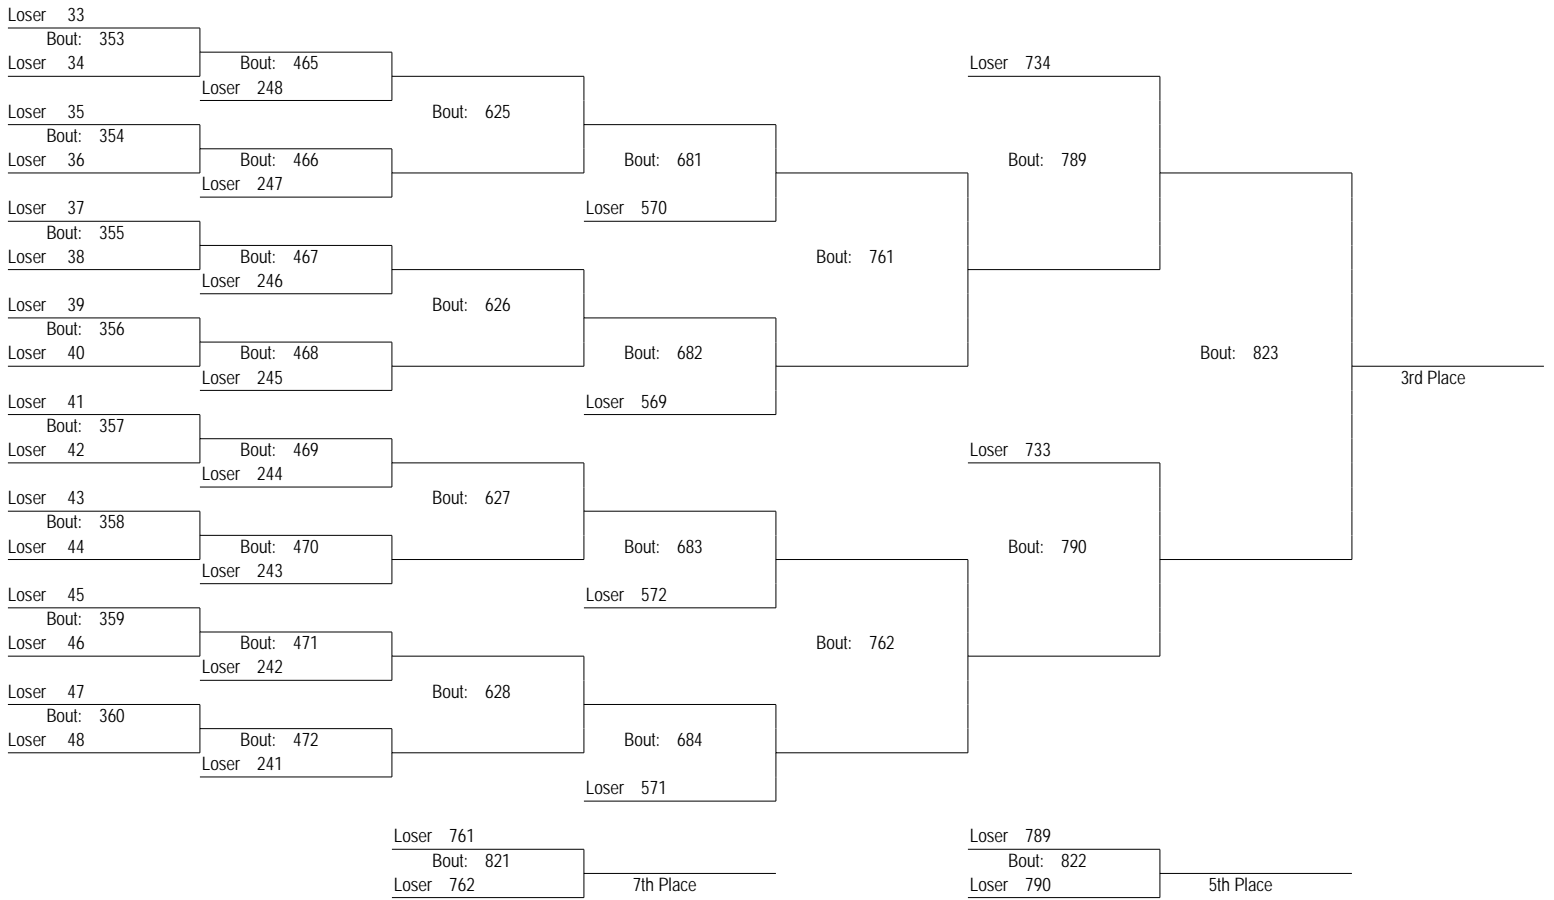 Loser 33
Bout: 353
Loser 34
Bout: 465
Loser 734
Loser 248
Loser 35
Bout: 625
Bout: 354
Loser 36
Bout: 466
Bout: 681
Bout: 789
Loser 247
Loser 37
Loser 570
Bout: 355
Loser 38
Bout: 467
Bout: 761
Loser 246
Loser 39
Bout: 626
Bout: 356
Loser 40
Bout: 468
Bout: 682
Bout: 823
Loser 245
3rd Place
Loser 41
Loser 569
Bout: 357
Loser 42
Bout: 469
Loser 733
Loser 244
Loser 43
Bout: 627
Bout: 358
Loser 44
Bout: 470
Bout: 683
Bout: 790
Loser 243
Loser 45
Loser 572
Bout: 359
Loser 46
Bout: 471
Bout: 762
Loser 242
Loser 47
Bout: 628
Bout: 360
Loser 48
Bout: 472
Bout: 684
Loser 241
Loser 571
Loser 761
Bout: 821
Loser 762
7th Place
Loser 789
Bout: 822
Loser 790
5th Place